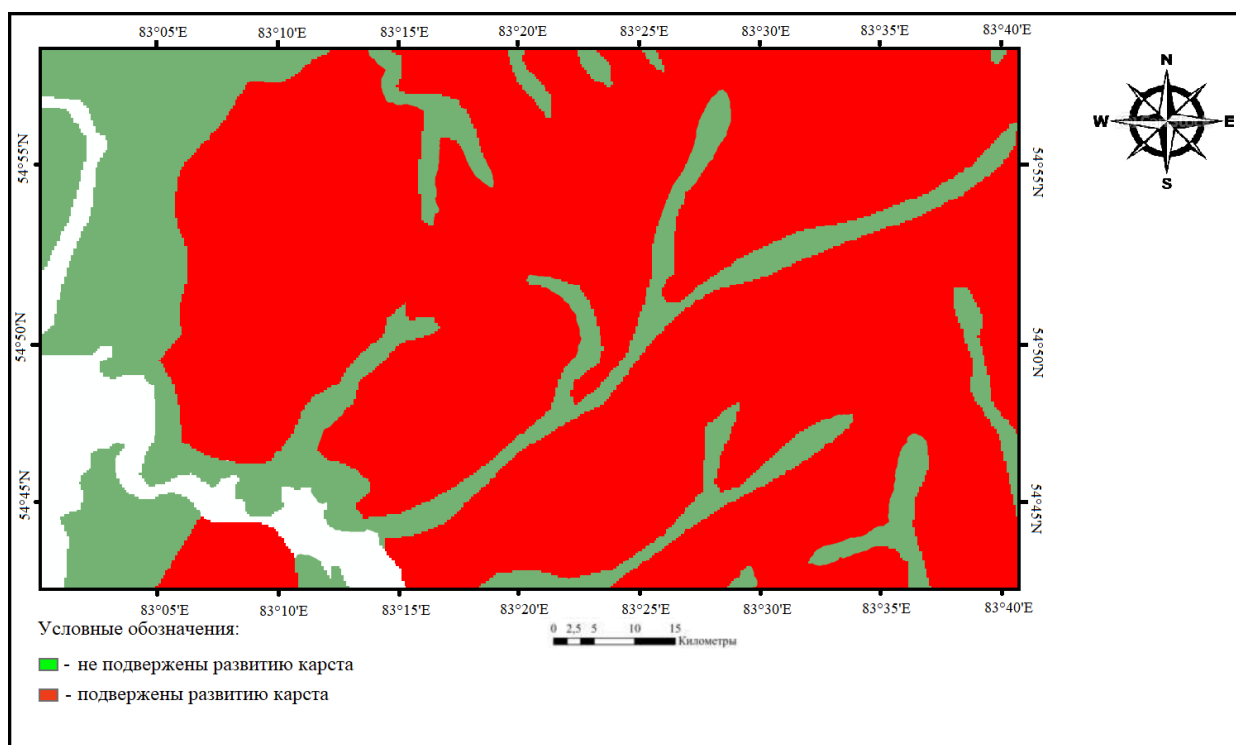 83°05'E 83°10'E 83°15'E 83°20'E 83°25'E 83°30'E 83°35'E 83°40'E
N
W E
S
54°55'N 54°55'N
54°50'N 54°50'N
54°45'N 54°45'N
83°05'E 83°10'E 83°15'E 83°20'E 83°25'E 83°30'E 83°35'E 83°40'E
Условные обозначения:
0 2,5 5 10 15
Километры
- не подвержены развитию карста
- подвержены развитию карста